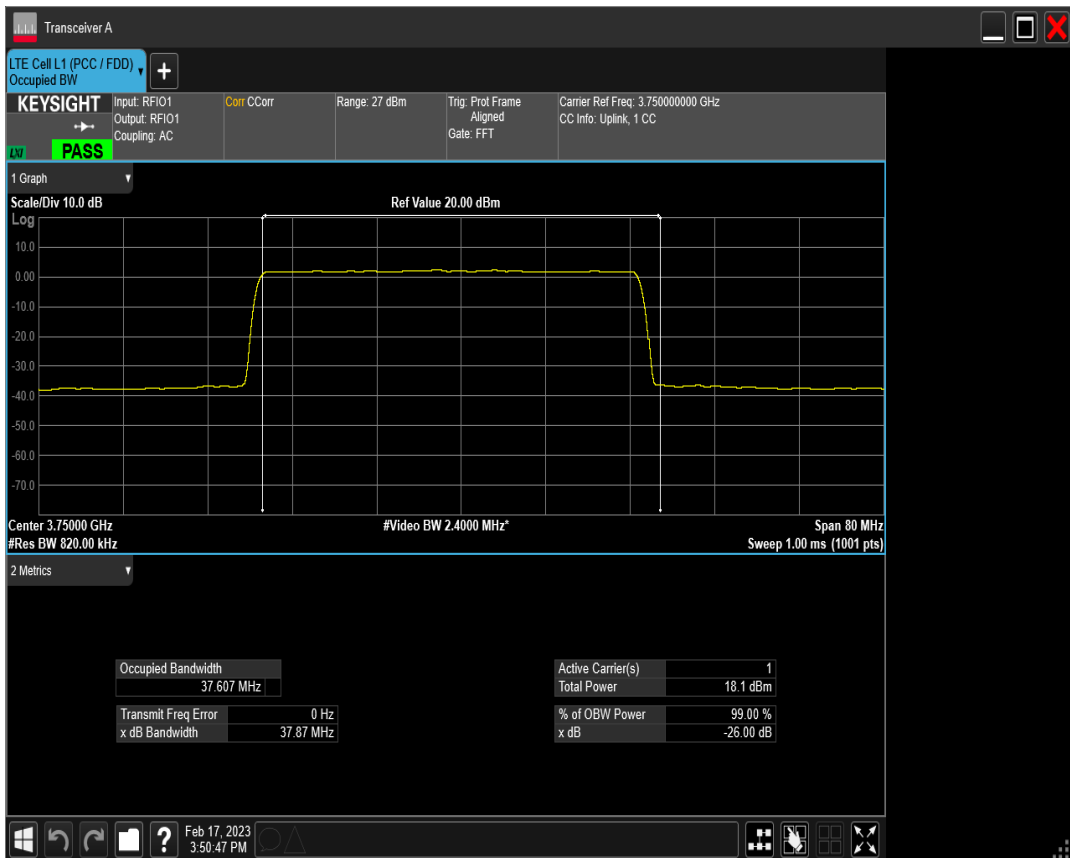 Transceiver A
LTE Cell L1 (PCC / FDD)
Occupied BW
+
KEYSIGHT
LXI
PASS
Input: RFIO1
Output: RFIO1
Coupling: AC
Corr CCorr
Range: 27 dBm
Trig: Prot Frame
Aligned
Gate: FFT
Carrier Ref Freq: 3.750000000 GHz
CC Info: Uplink, 1 CC
1 Graph
Scale/Div 10.0 dB
Ref Value 20.00 dBm
Log
10.0
0.00
-10.0
-20.0
-30.0
-40.0
-50.0
-60.0
-70.0
Center 3.75000 GHz
#Video BW 2.4000 MHz*
Span 80 MHz
#Res BW 820.00 kHz
Sweep 1.00 ms (1001 pts)
2 Metrics
Occupied Bandwidth
37.607 MHz
Transmit Freq Error 0 Hz
x dB Bandwidth 37.87 MHz
Active Carrier(s) 1
Total Power 18.1 dBm
% of OBW Power 99.00 %
x dB -26.00 dB
?
Feb 17, 2023
3:50:47 PM